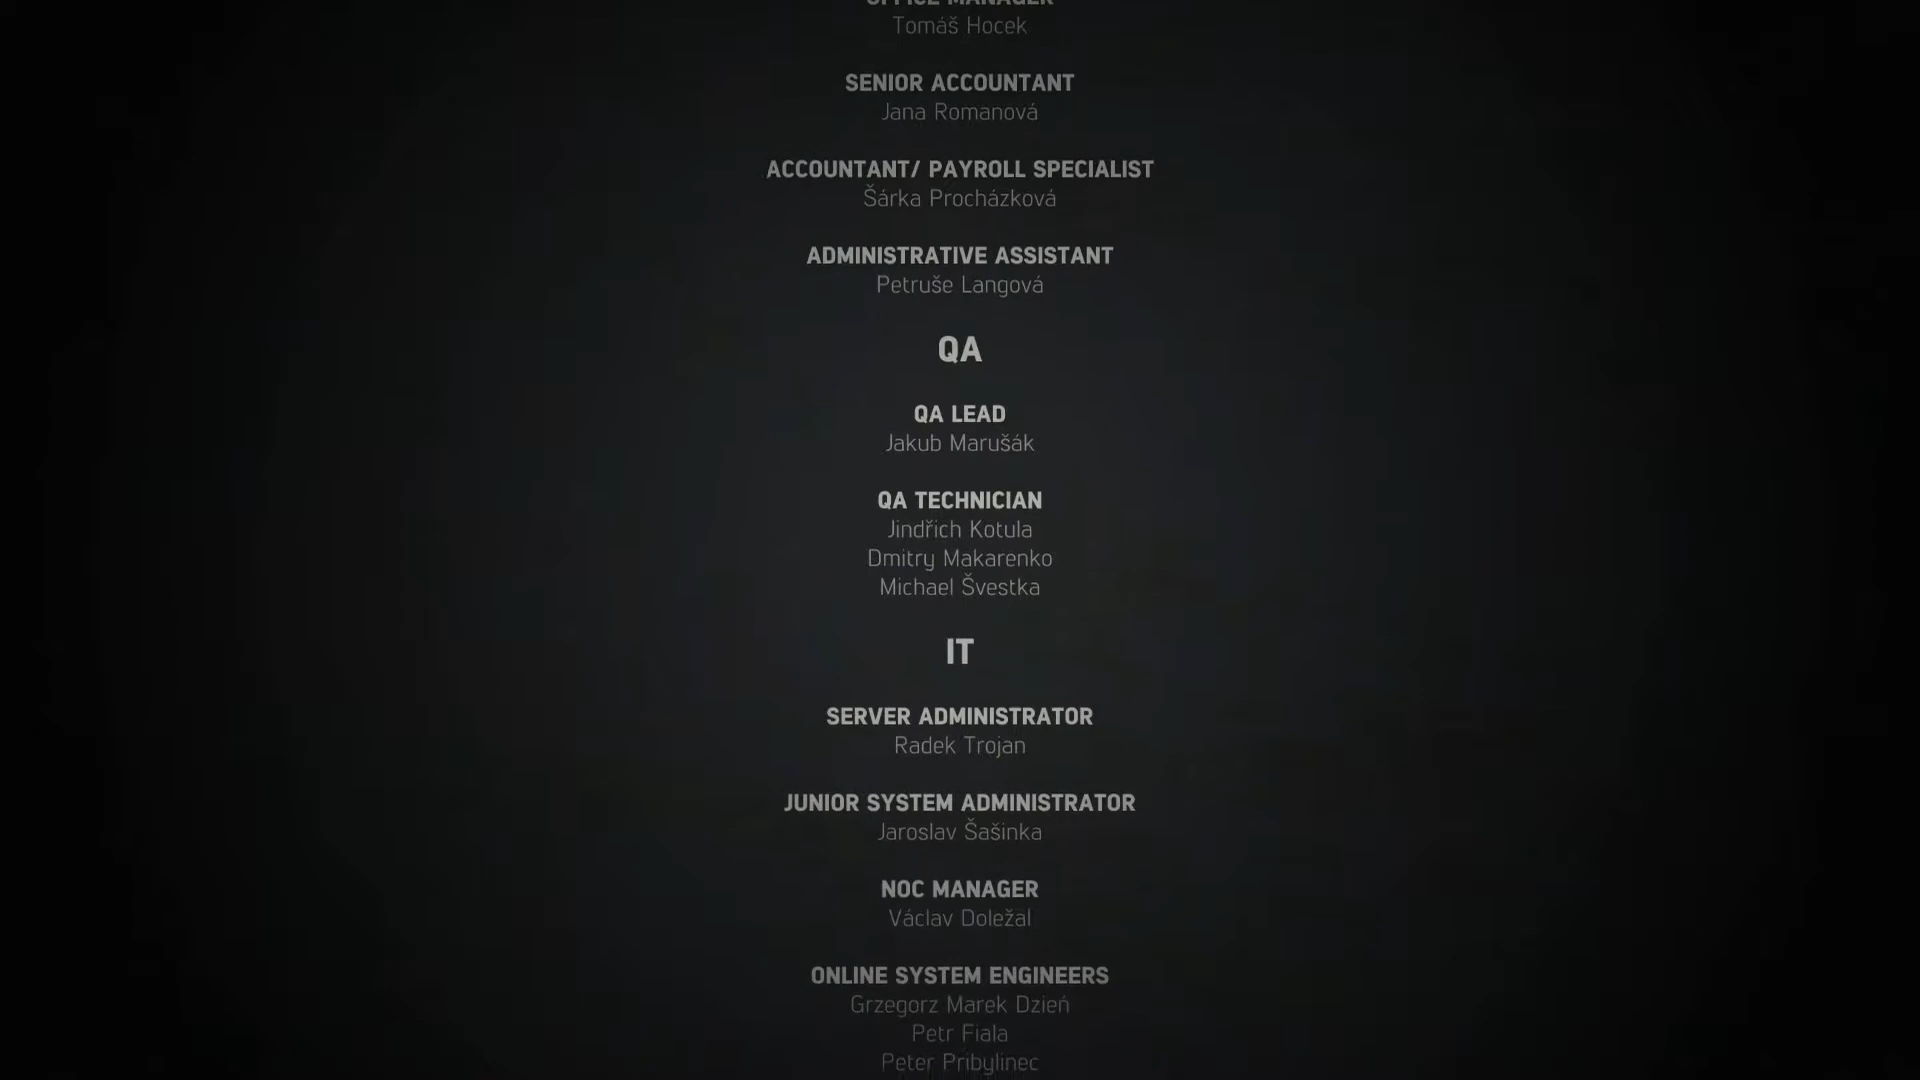 OFFICE MANAGER
Tomáš Hocek
SENIOR ACCOUNTANT
Jana Romanová
ACCOUNTANT/ PAYROLL SPECIALIST
Šárka Procházková
ADMINISTRATIVE ASSISTANT
Petruše Langová
QA
QA LEAD
Jakub Marušák
QA TECHNICIAN
Jindřich Kotula
Dmitry Makarenko
Michael Švestka
IT
SERVER ADMINISTRATOR
Radek Trojan
JUNIOR SYSTEM ADMINISTRATOR
Jaroslav Šašinka
NOC MANAGER
Václav Doležal
ONLINE SYSTEM ENGINEERS
Grzegorz Marek Dzień
Petr Fiala
Peter Pribylinec